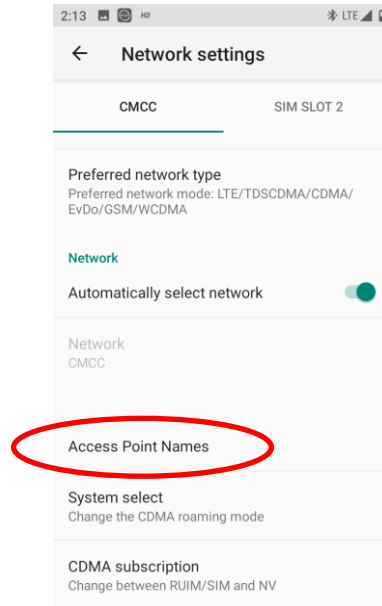 2:13 HD LTE
Network settings
CMCC SIM SLOT 2
Preferred network type
Preferred network mode: LTE/TDSCDMA/CDMA/
EvDo/GSM/WCDMA
Network
Automatically select network
Network
CMCC
Access Point Names
System select
Change the CDMA roaming mode
CDMA subscription
Change between RUIM/SIM and NV